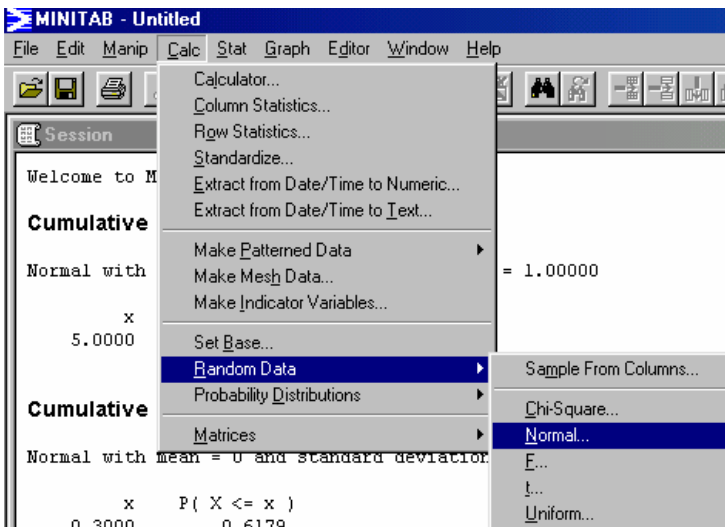 MINITAB - Untitled
File Edit Manip Calc Stat Graph Editor Window Help
Session
Welcome to M
Cumulative
Normal with = 1.00000
x
5.0000
Cumulative
Normal with mean = 0 and standard deviation
x P( X <= x )
0.3000 0.6179
Calculator...
Column Statistics...
Row Statistics...
Standardize...
Extract from Date/Time to Numeric...
Extract from Date/Time to Text...
Make Patterned Data
Make Mesh Data...
Make Indicator Variables...
Set Base...
Random Data
Probability Distributions
Matrices
Sample From Columns...
Chi-Square...
Normal...
F...
t...
Uniform...